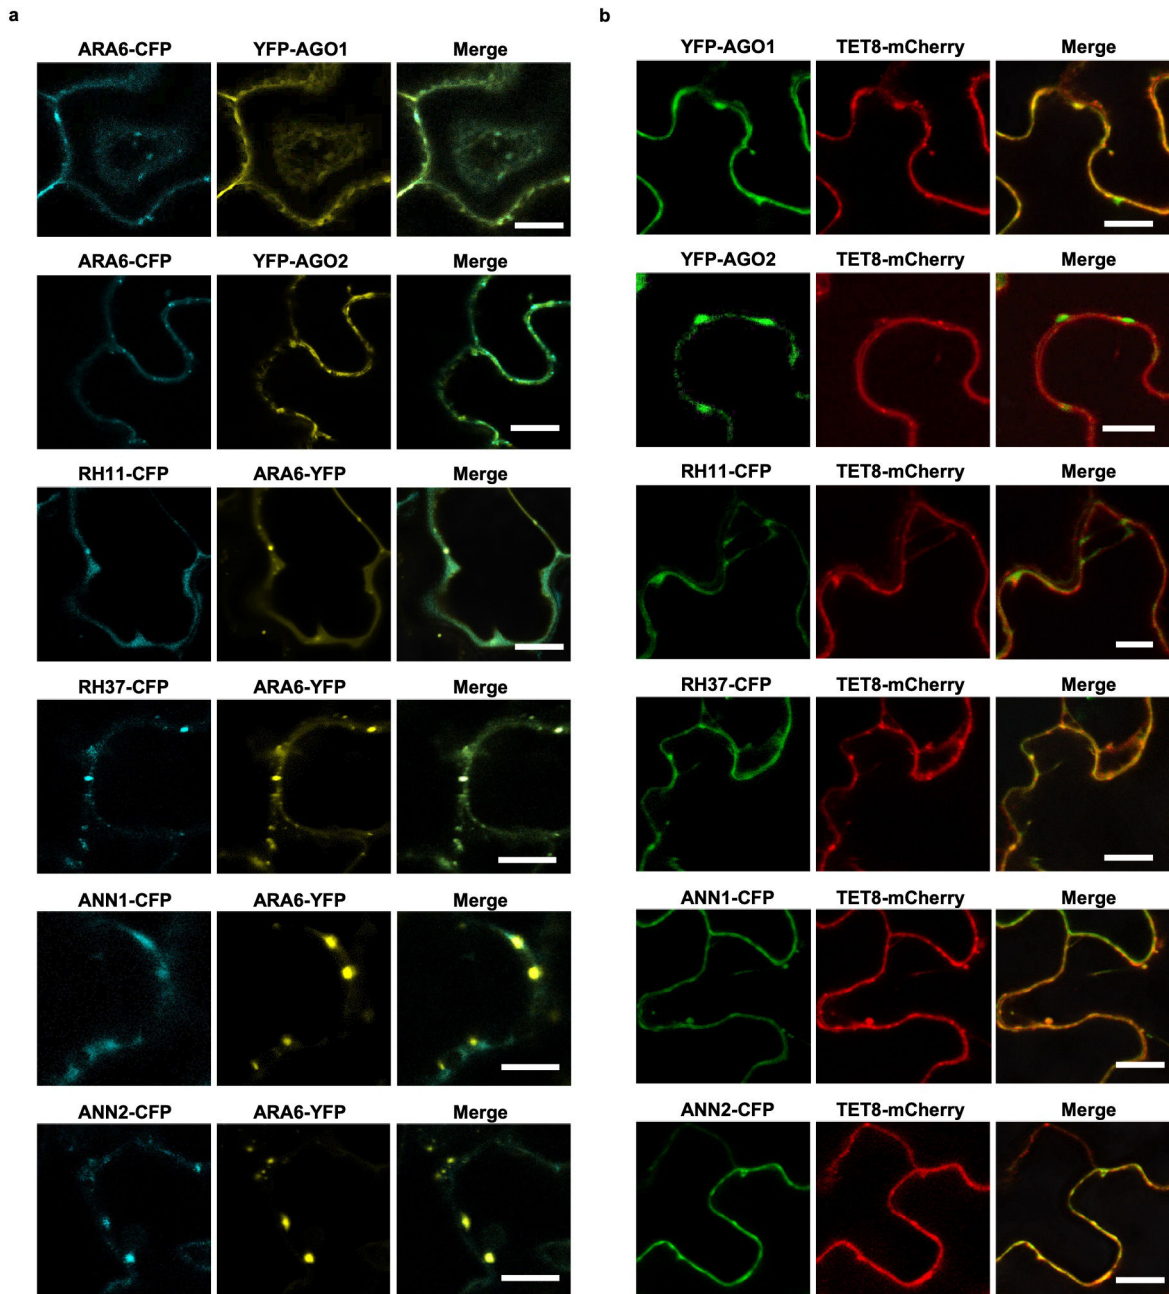 a
ARA6-CFP YFP-AGO1 Merge
ARA6-CFP YFP-AGO2 Merge
RH11-CFP ARA6-YFP Merge
RH37-CFP ARA6-YFP Merge
ANN1-CFP ARA6-YFP Merge
ANN2-CFP ARA6-YFP Merge
b
YFP-AGO1 TET8-mCherry Merge
YFP-AGO2 TET8-mCherry Merge
RH11-CFP TET8-mCherry Merge
RH37-CFP TET8-mCherry Merge
ANN1-CFP TET8-mCherry Merge
ANN2-CFP TET8-mCherry Merge